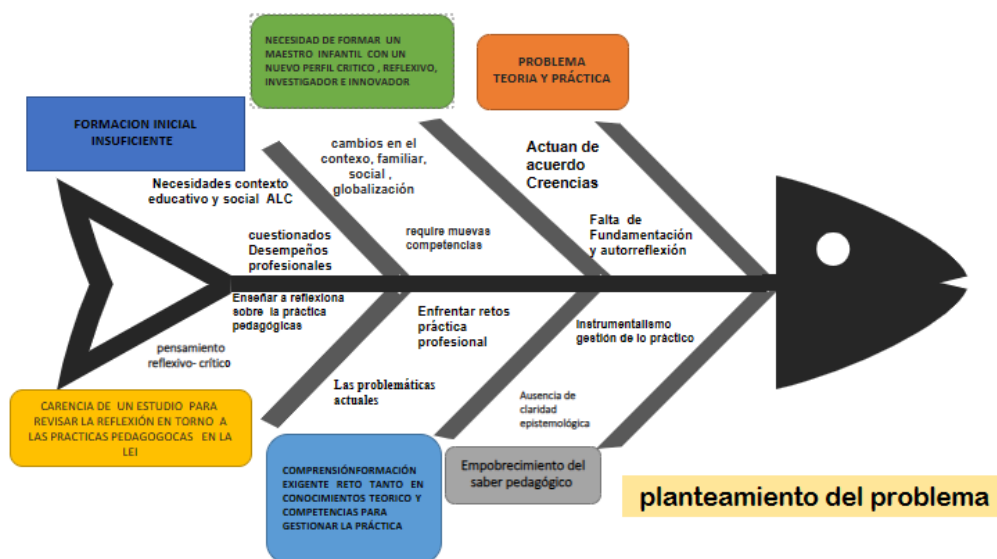 NECESIDAD DE FORMAR UN
MAESTRO INFANTIL CON UN
NUEVO PERFIL CRITICO , REFLEXIVO,
INVESTIGADOR E INNOVADOR
PROBLEMA
TEORIA Y PRÁCTICA
FORMACION INICIAL
INSUFICIENTE
cambios en el
contexo, familiar,
social ,
globalización
Actuan de
acuerdo
Creencias
Necesidades contexto
educativo y social ALC
cuestionados
Desempeños
profesionales
require muevas
competencias
Falta de
Fundamentación
y autorreflexión
Enseñar a reflexiona
sobre la práctica
pedagógicas
pensamiento
reflexivo- crítico
Enfrentar retos
práctica
profesional
Instrumentalismo
gestión de lo práctico
Las problemáticas
actuales
Ausencia de
claridad
epistemológica
CARENCIA DE UN ESTUDIO PARA
REVISAR LA REFLEXIÓN EN TORNO A
LAS PRACTICAS PEDAGOGOCAS EN LA
LEI
COMPRENSIÓNFORMACIÓN
EXIGENTE RETO TANTO EN
CONOCIMIENTOS TEORICO Y
COMPETENCIAS PARA
GESTIONAR LA PRÁCTICA
Empobrecimiento del
saber pedagógico
planteamiento del problema